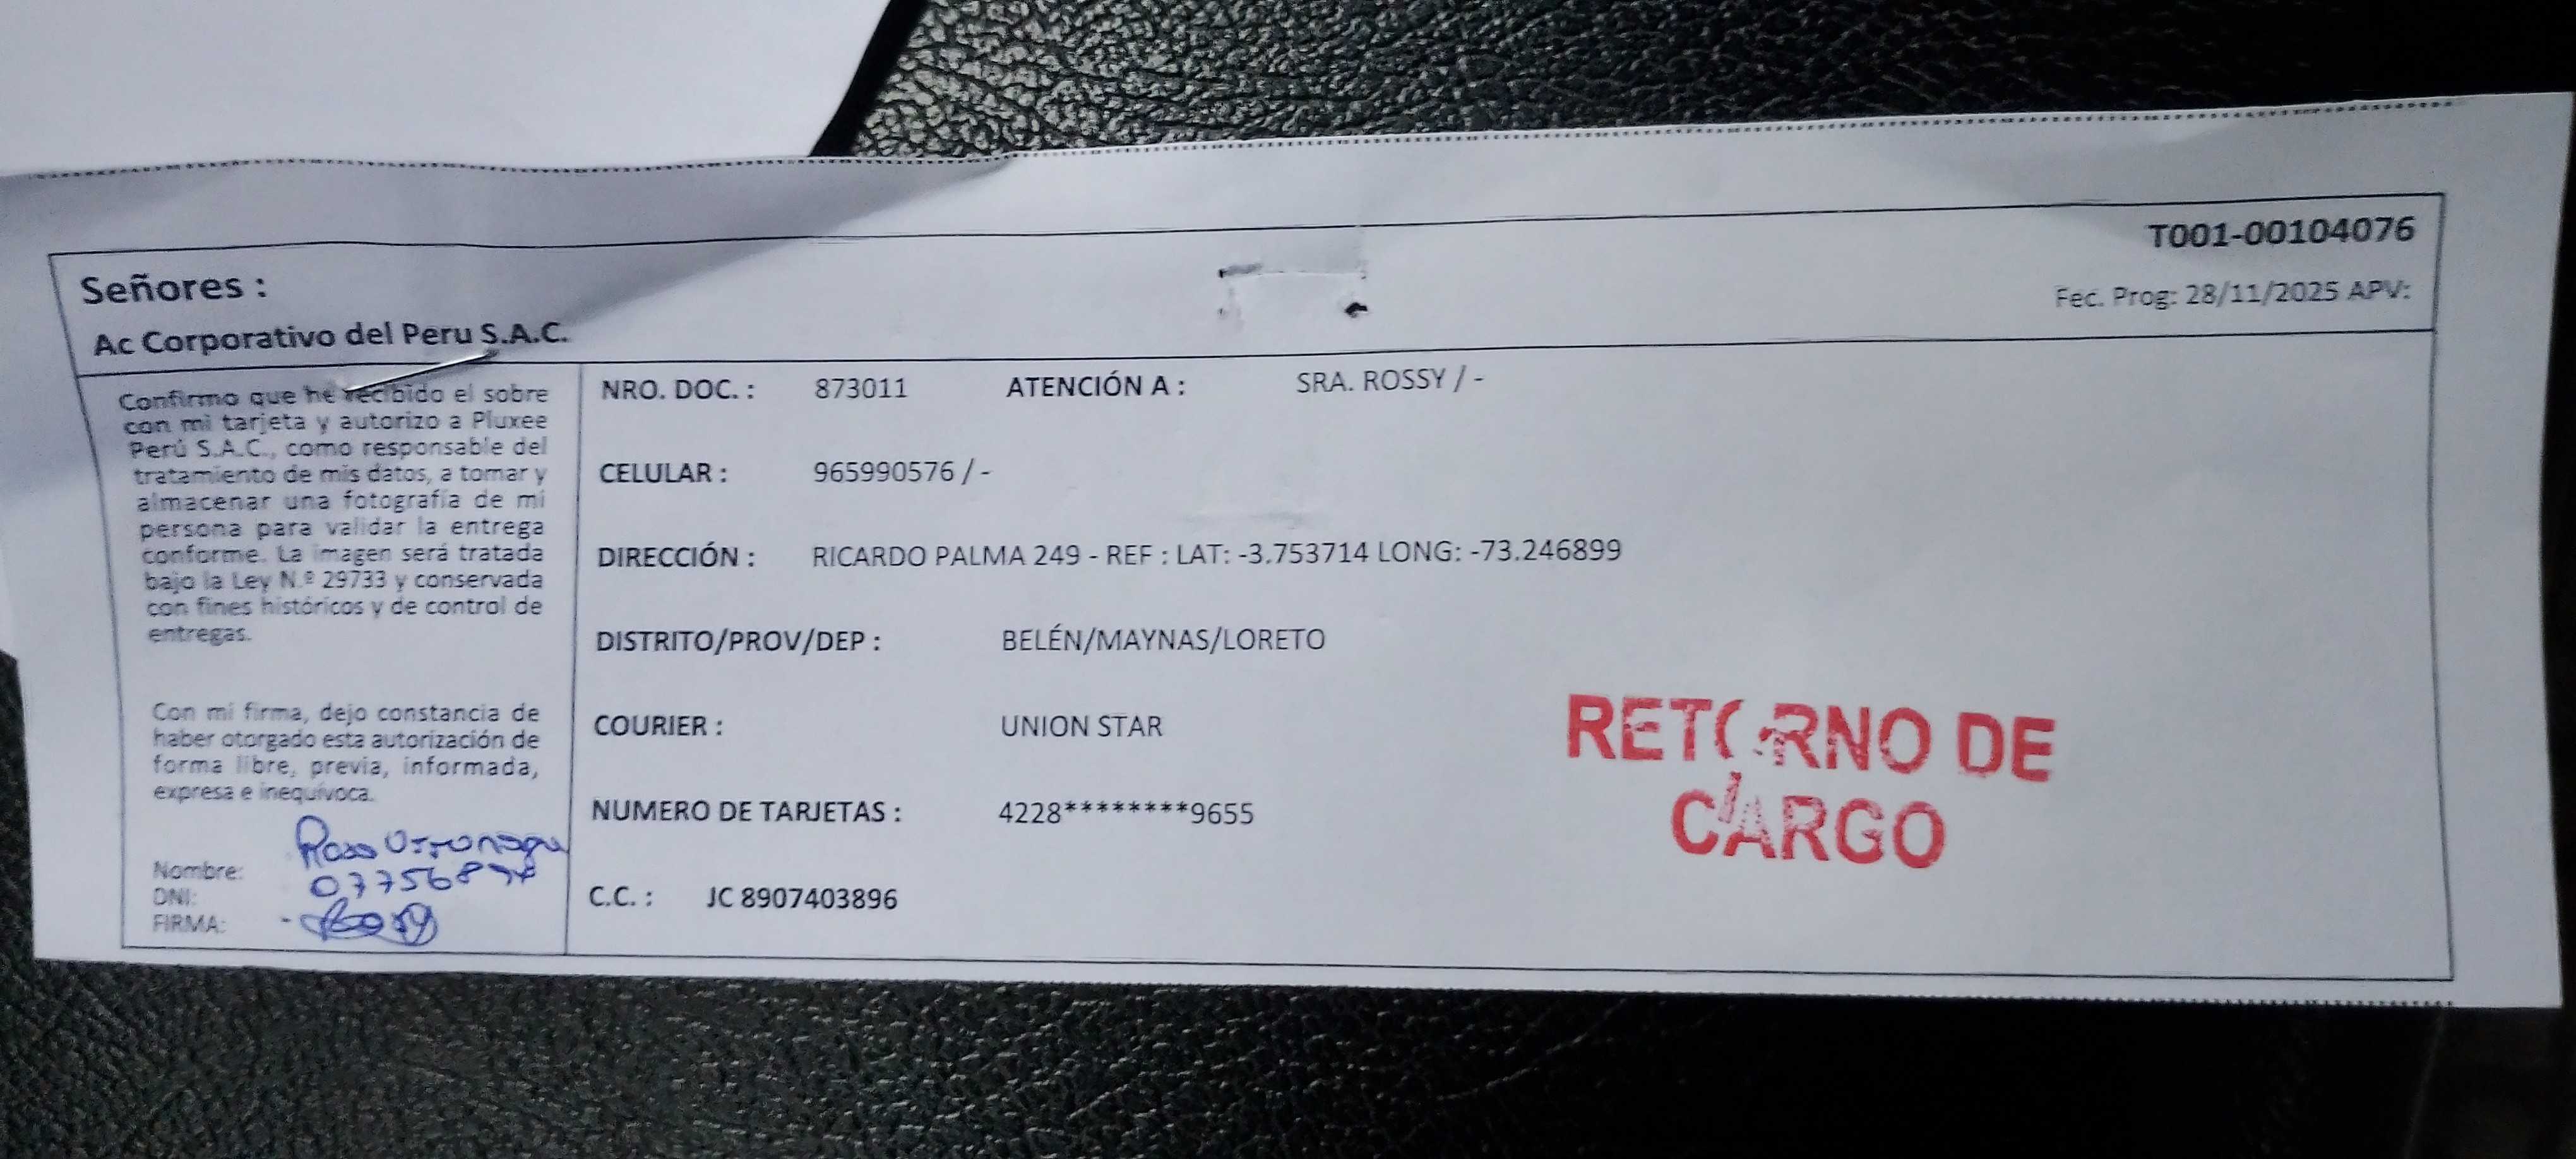 T001-00104076
Señores :
Fec. Prog: 28/11/2025 APV:
Ac Corporativo del Peru S.A.C.
Confirmo que he recibido el sobre
con mi tarjeta y autorizo a Pluxee
Perú S.A.C., como responsable del
tratamiento de mis datos, a tomar y
almacenar una fotografía de mi
persona para validar la entrega
conforme. La imagen será tratada
bajo la Ley N.º 29733 y conservada
con fines históricos y de control de
entregas.
Con mi firma, dejo constancia de
haber otorgado esta autorización de
forma libre, previa, informada,
expresa e inequívoca.
Nombre: Rosa
DNI:
FIRMA:
NRO. DOC. : 873011 ATENCIÓN A : SRA. ROSSY / -
CELULAR : 965990576 / -
DIRECCIÓN : RICARDO PALMA 249 - REF : LAT: -3.753714 LONG: -73.246899
DISTRITO/PROV/DEP : BELÉN/MAYNAS/LORETO
COURIER : UNION STAR
NUMERO DE TARJETAS : 4228********9655
C.C. : JC 8907403896
RETORNO DE
CARGO